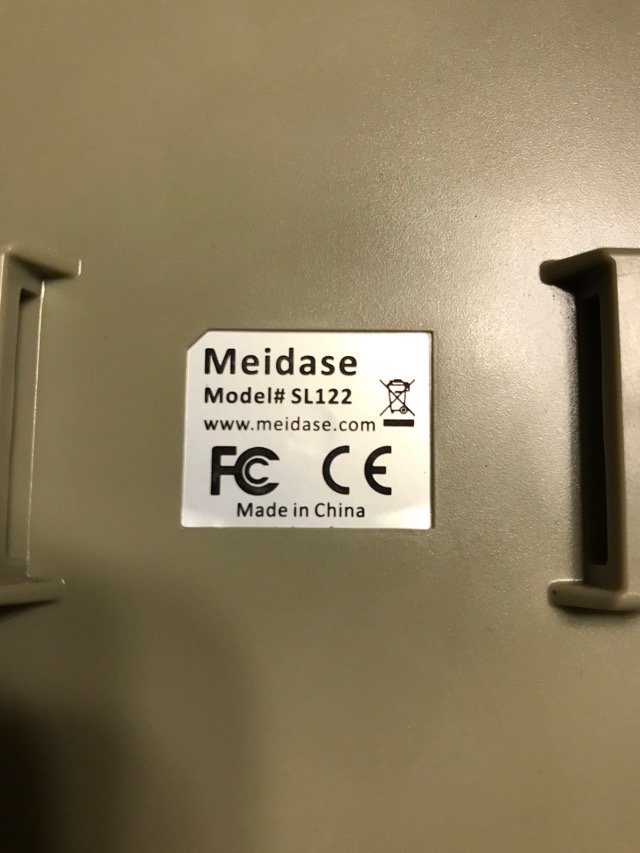 Meidase
Model# SL122
www.meidase.com
FC CE
Made in China